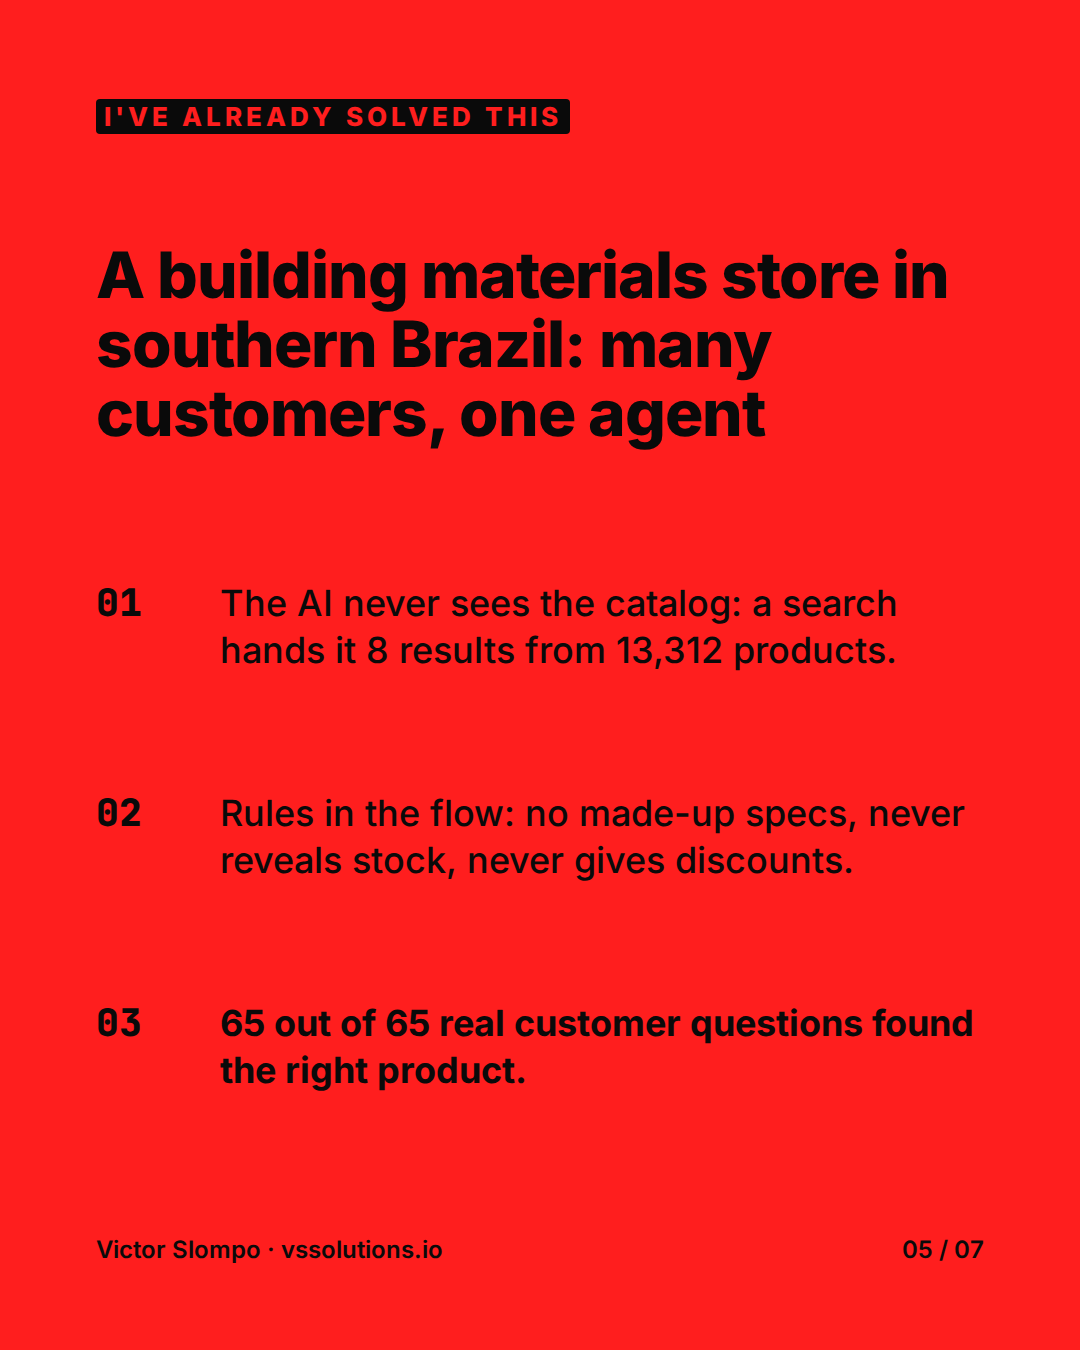 I'VE ALREADY SOLVED THIS
A building materials store in
southern Brazil: many
customers, one agent
01 The AI never sees the catalog: a search
hands it 8 results from 13,312 products.
02 Rules in the flow: no made-up specs, never
reveals stock, never gives discounts.
03 65 out of 65 real customer questions found
the right product.
Victor Slompo · vssolutions.io 05 / 07